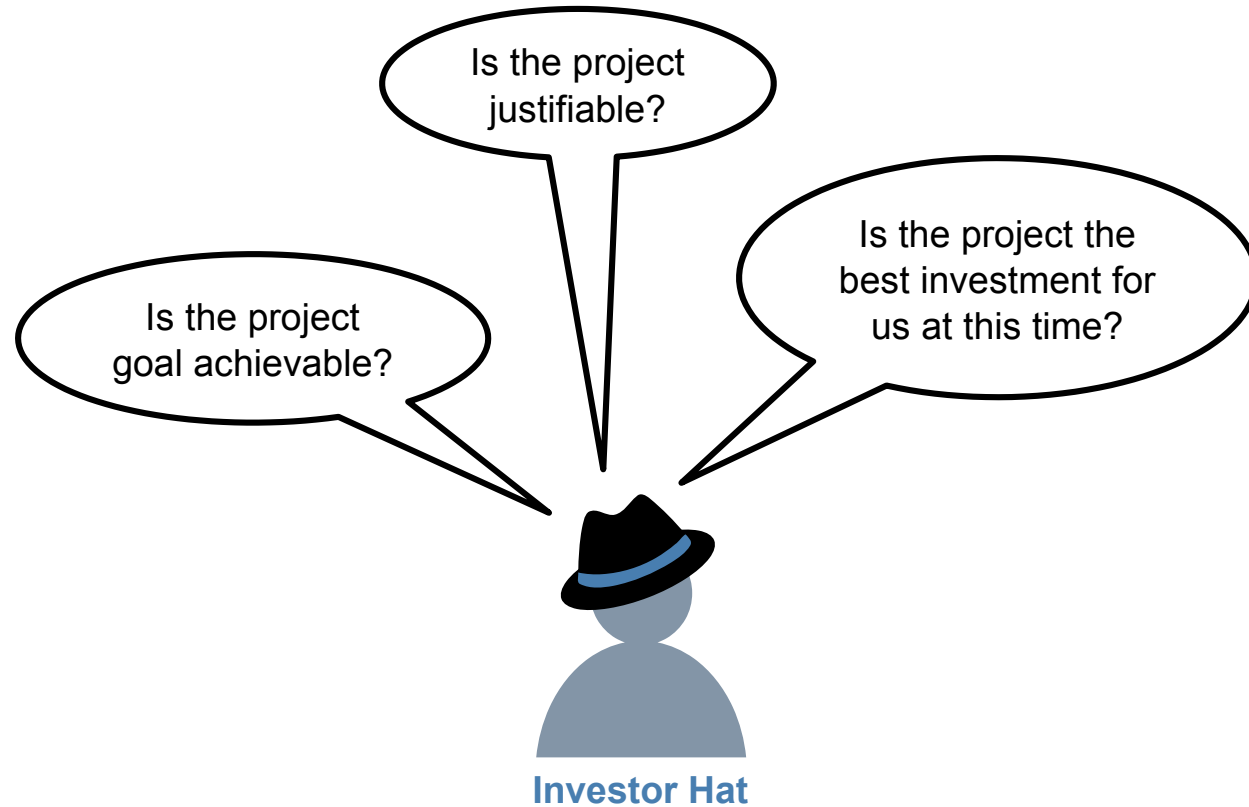 Is the project
justifiable?
Is the project
goal achievable?
Is the project the
best investment for
us at this time?
Investor Hat